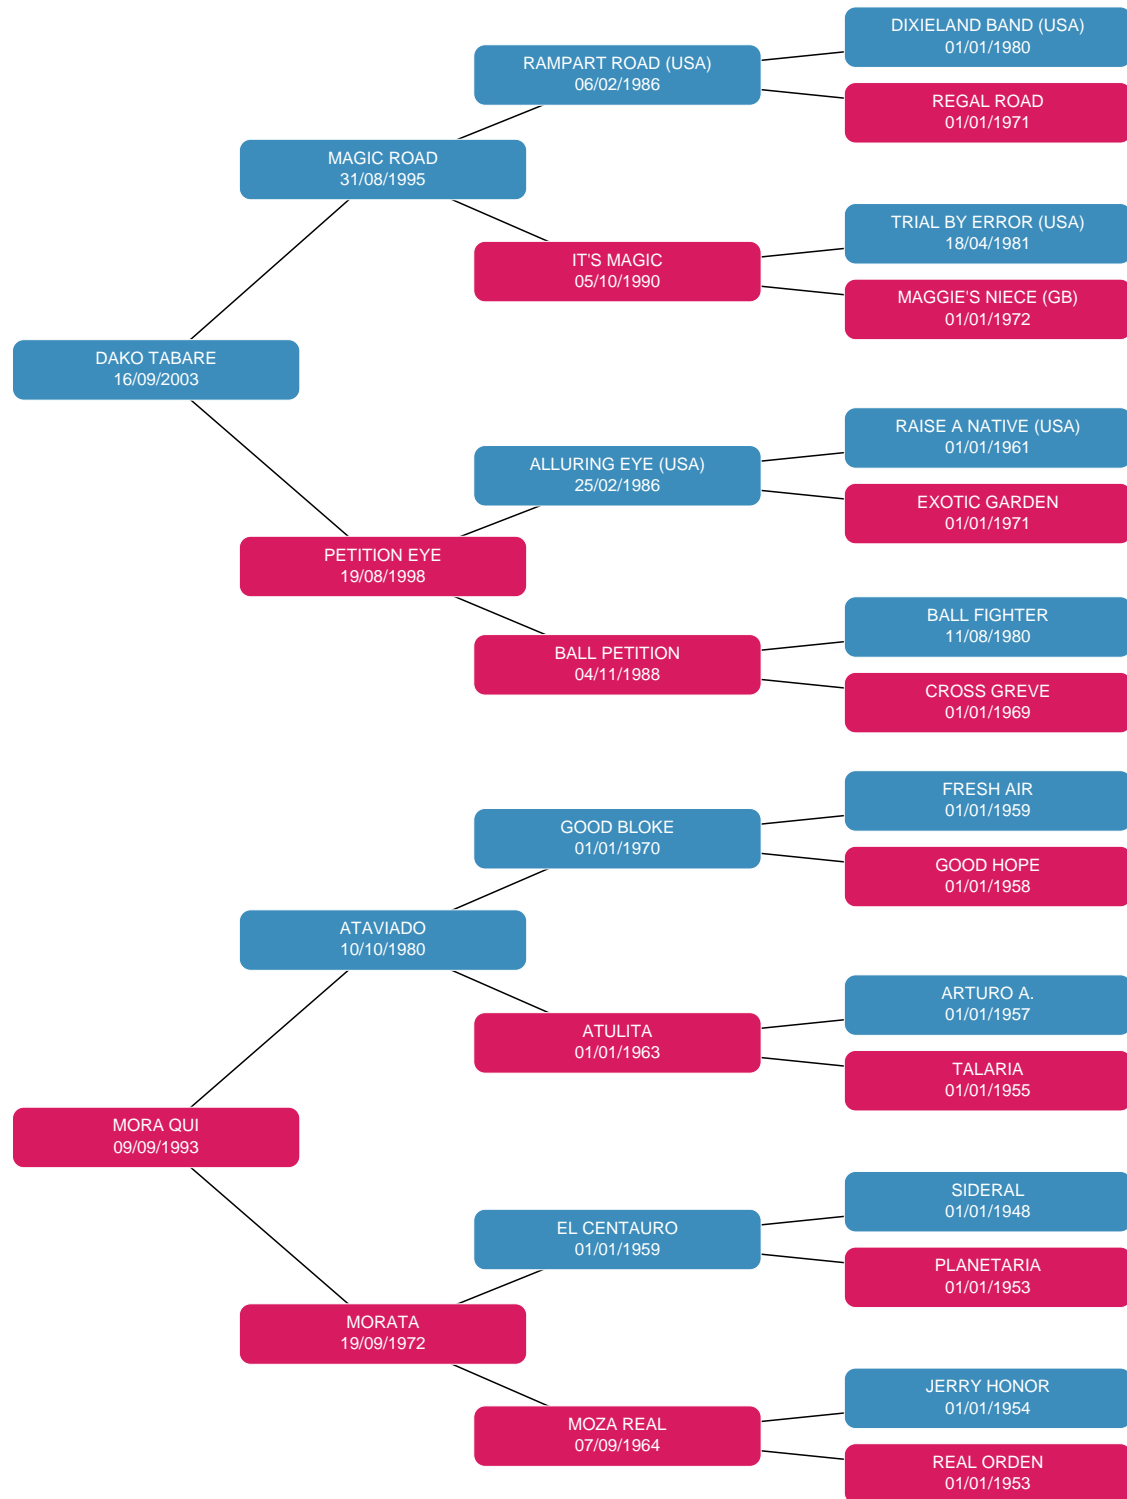 DIXIELAND BAND (USA)
01/01/1980
RAMPART ROAD (USA)
06/02/1986
REGAL ROAD
01/01/1971
MAGIC ROAD
31/08/1995
TRIAL BY ERROR (USA)
18/04/1981
IT'S MAGIC
05/10/1990
MAGGIE'S NIECE (GB)
01/01/1972
DAKO TABARE
16/09/2003
RAISE A NATIVE (USA)
01/01/1961
ALLURING EYE (USA)
25/02/1986
EXOTIC GARDEN
01/01/1971
PETITION EYE
19/08/1998
BALL FIGHTER
11/08/1980
BALL PETITION
04/11/1988
CROSS GREVE
01/01/1969
FRESH AIR
01/01/1959
GOOD BLOKE
01/01/1970
GOOD HOPE
01/01/1958
ATAVIADO
10/10/1980
ARTURO A.
01/01/1957
ATULITA
01/01/1963
TALARIA
01/01/1955
MORA QUI
09/09/1993
SIDERAL
01/01/1948
EL CENTAURO
01/01/1959
PLANETARIA
01/01/1953
MORATA
19/09/1972
JERRY HONOR
01/01/1954
MOZA REAL
07/09/1964
REAL ORDEN
01/01/1953